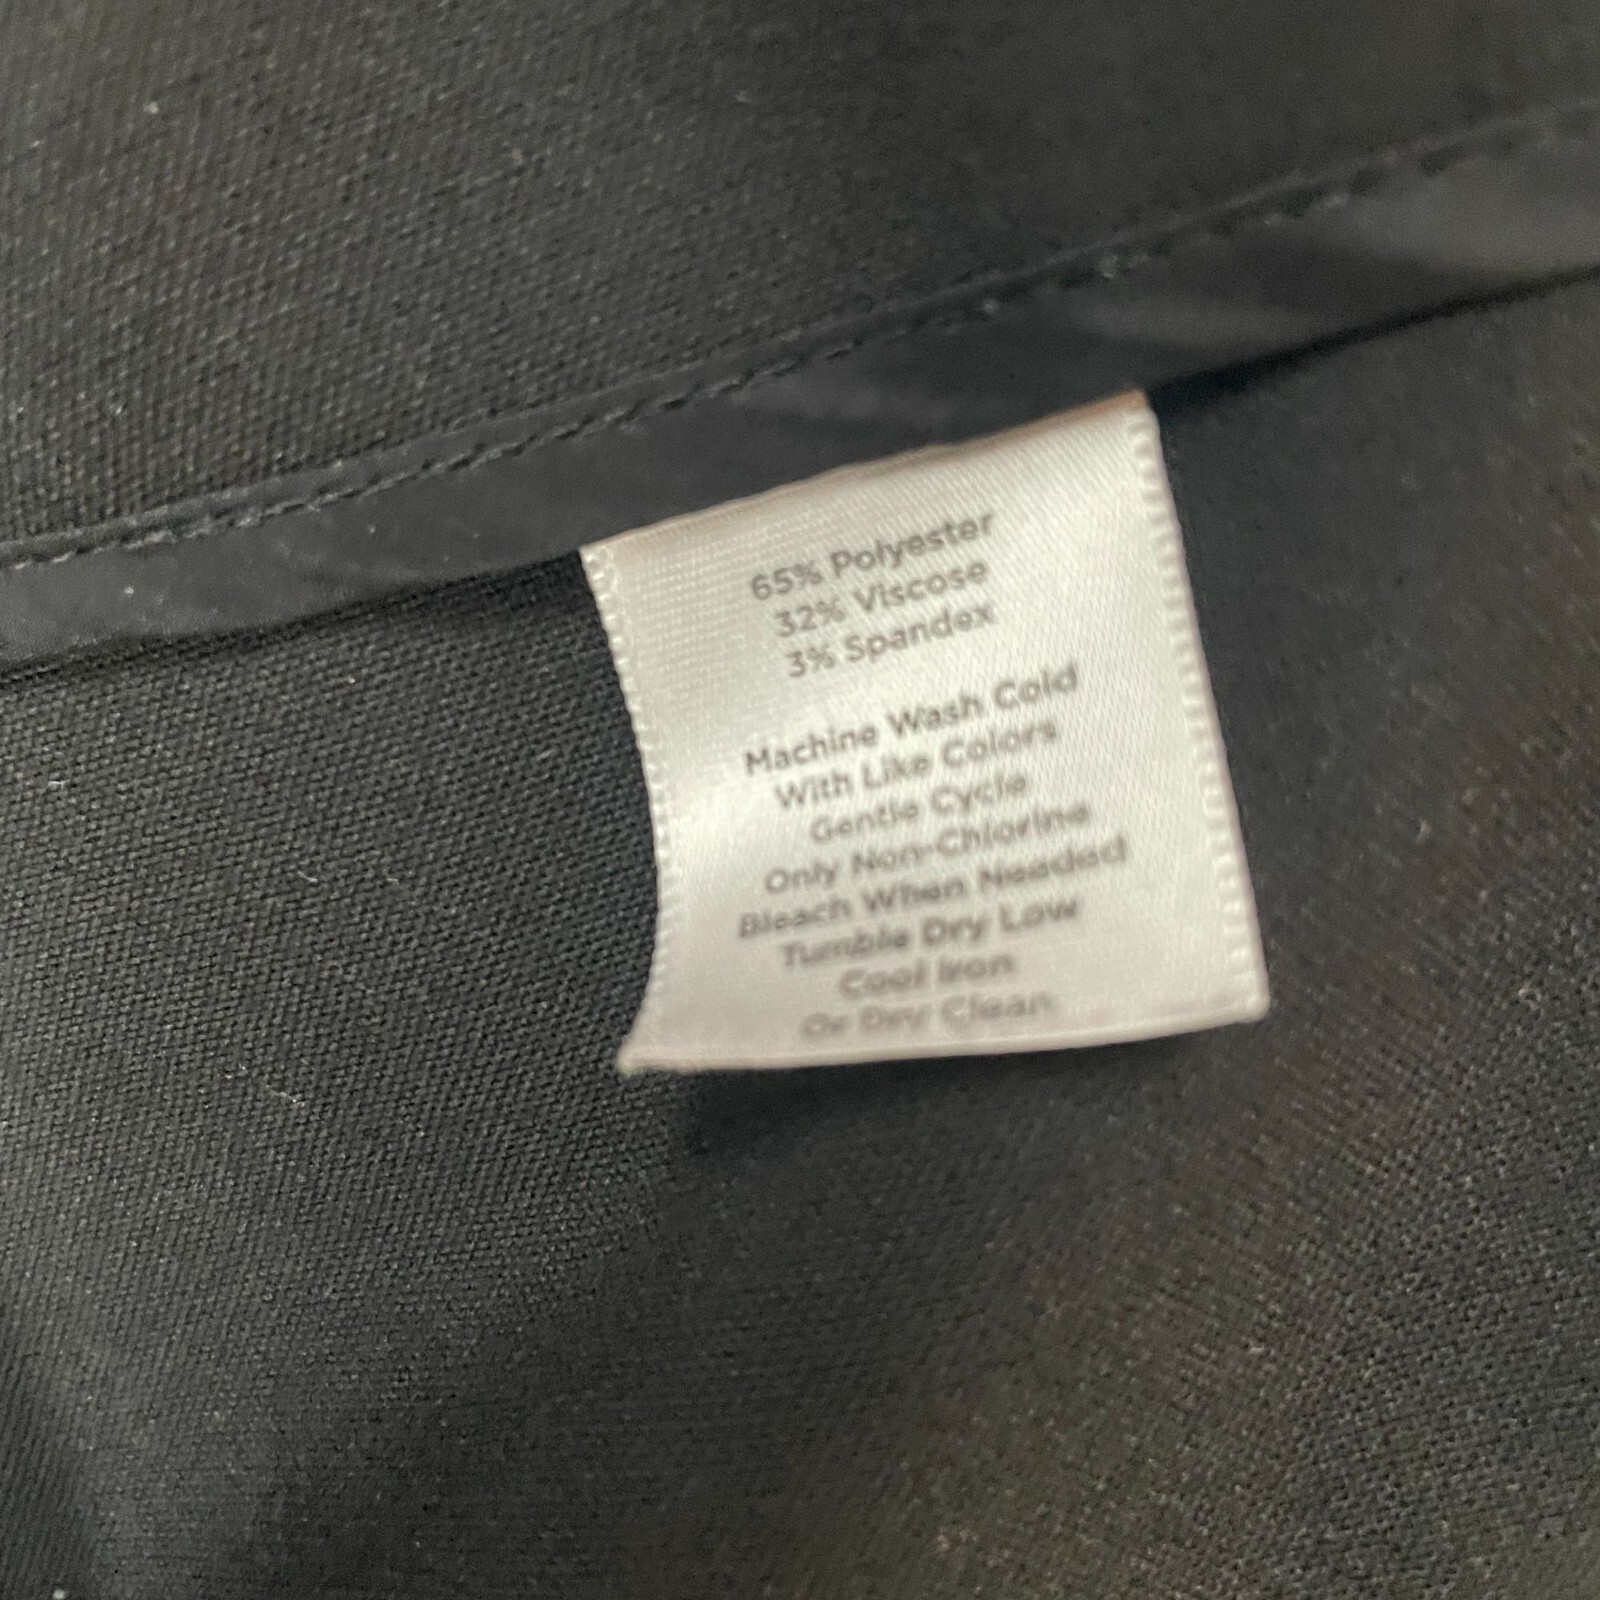 65% Polyester
32% Viscose
3% Spandex
Machine Wash Cold
With Like Colors
Gentle Cycle
Only Non-Chlorine
Bleach When Needed
Tumble Dry Low
Cool Iron
Or Dry Clean